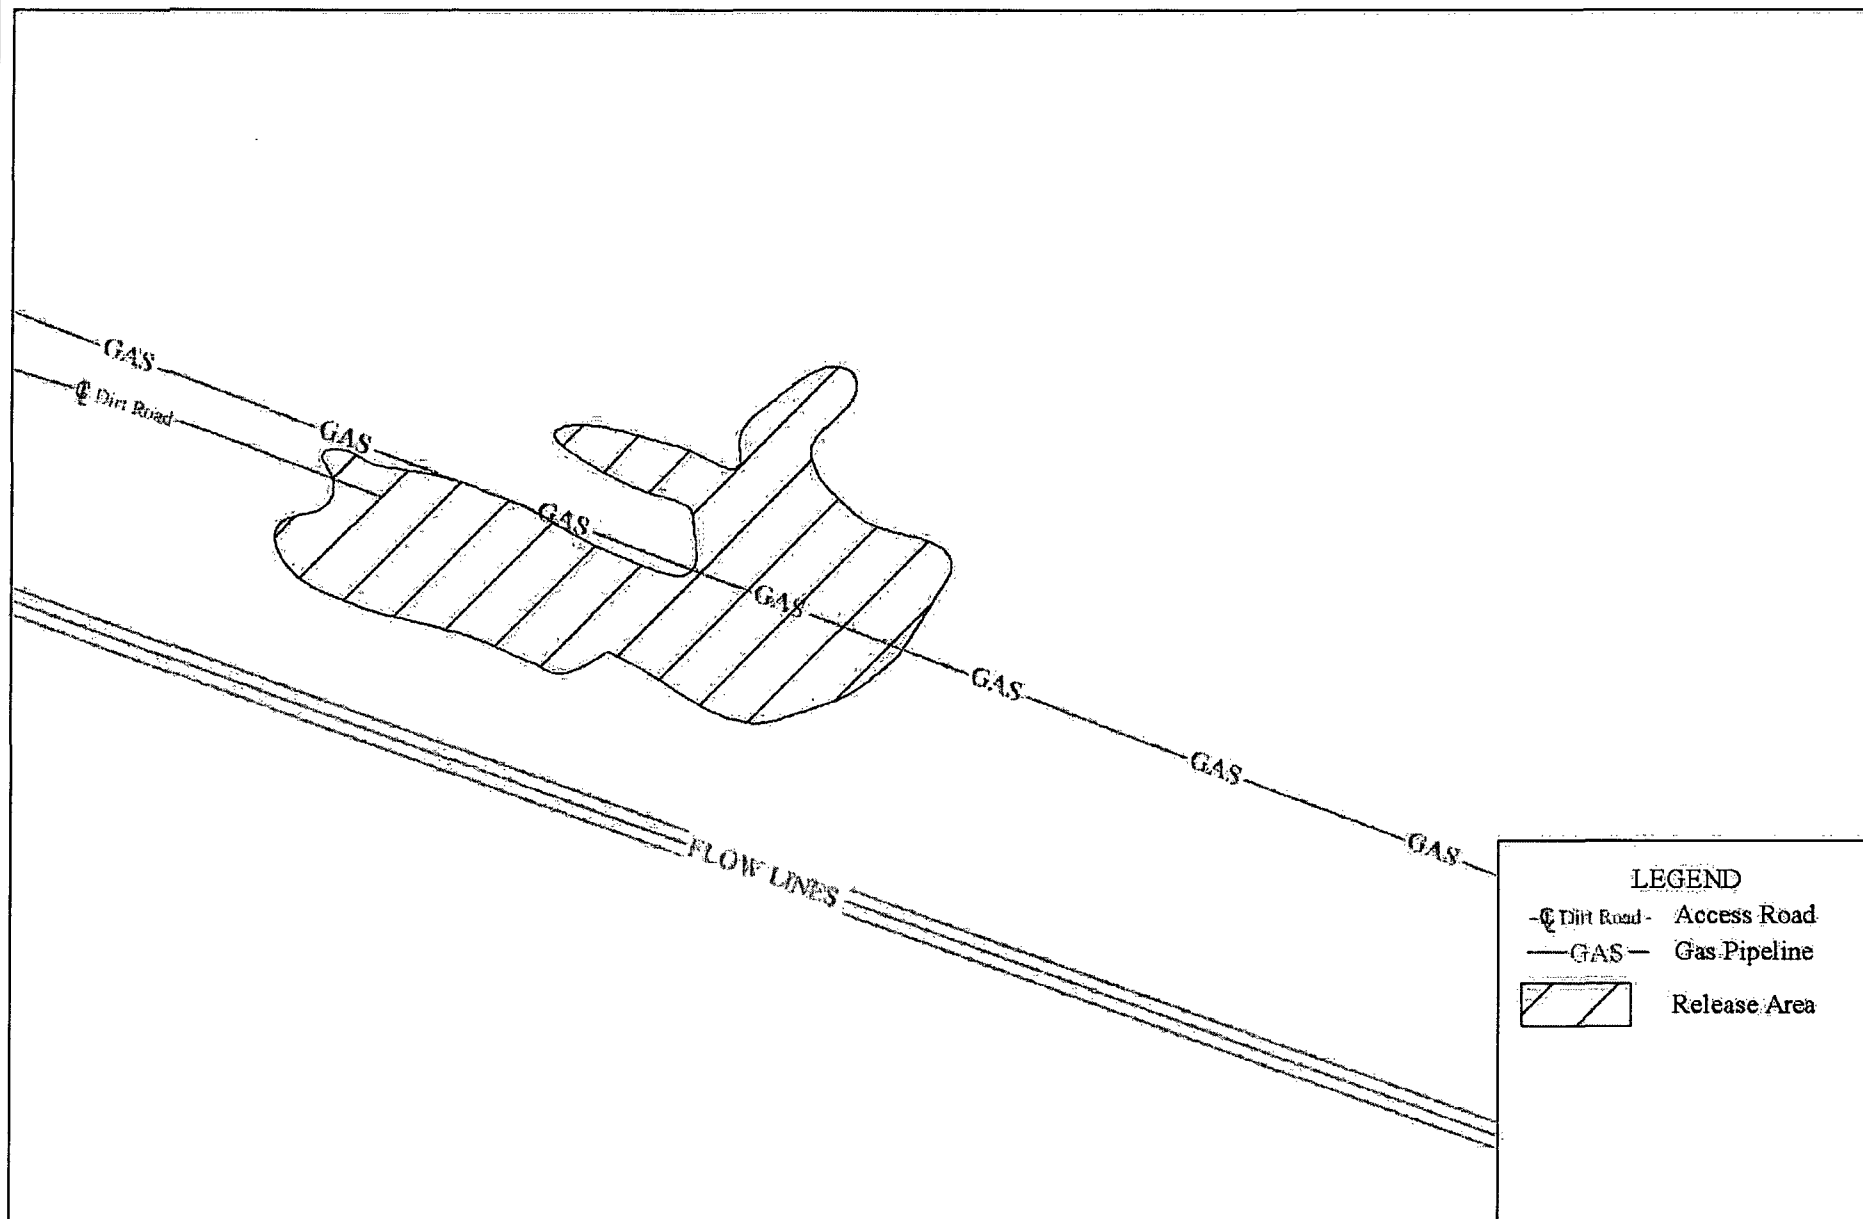 GAS
℄ Dirt Road
GAS
GAS
GAS
GAS
GAS
GAS
FLOW LINES
LEGEND
-℄ Dirt Road- Access Road
—GAS— Gas Pipeline
Release Area